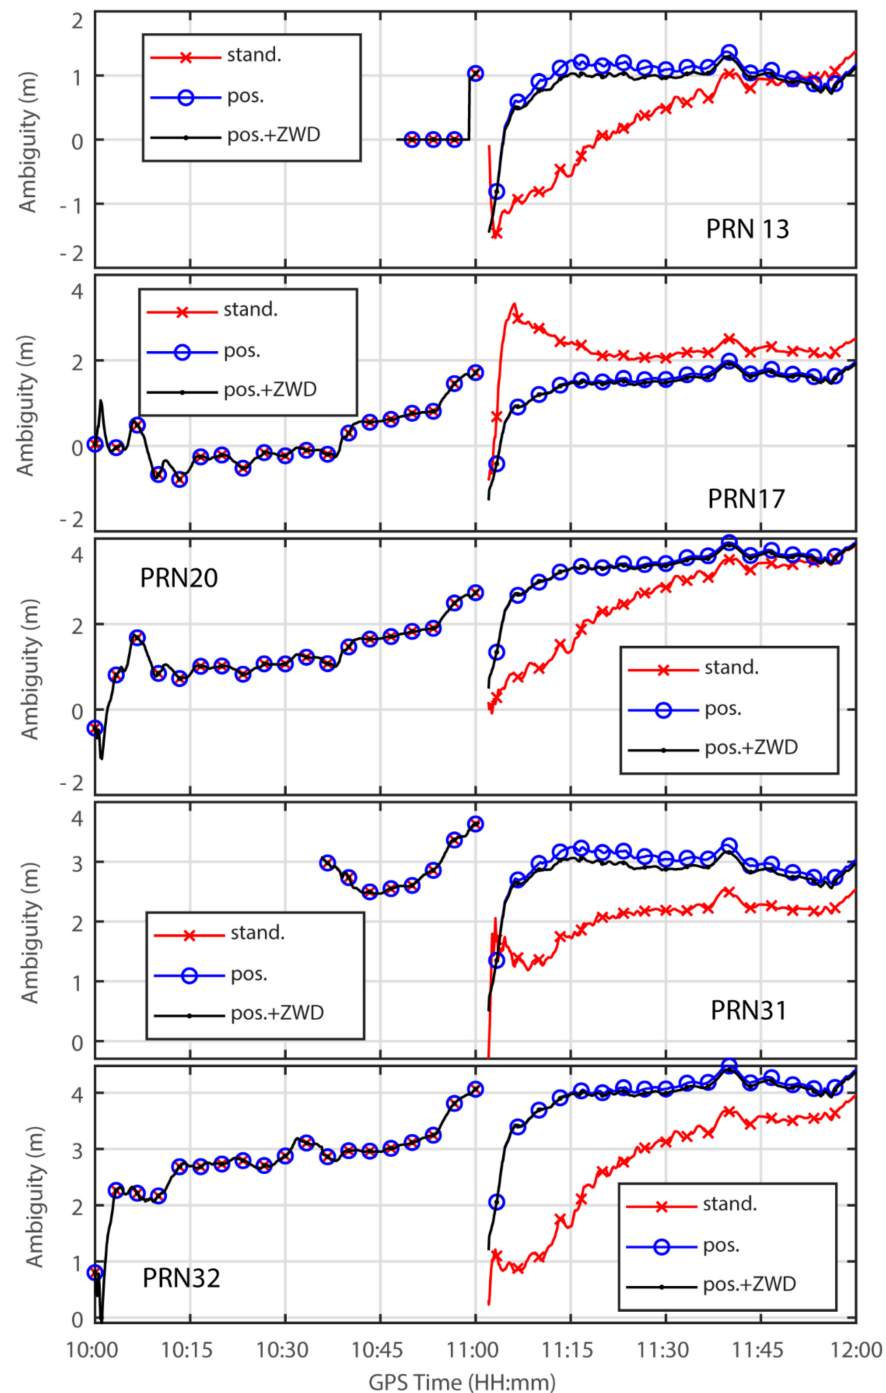 2
1
0
-1
-2
Ambiguity (m)
stand.
pos.
pos.+ZWD
PRN 13
4
2
0
-2
Ambiguity (m)
stand.
pos.
pos.+ZWD
PRN17
4
2
0
-2
Ambiguity (m)
PRN20
stand.
pos.
pos.+ZWD
4
3
2
1
0
Ambiguity (m)
stand.
pos.
pos.+ZWD
PRN31
4
3
2
1
0
Ambiguity (m)
PRN32
stand.
pos.
pos.+ZWD
10:00 10:15 10:30 10:45 11:00 11:15 11:30 11:45 12:00
GPS Time (HH:mm)